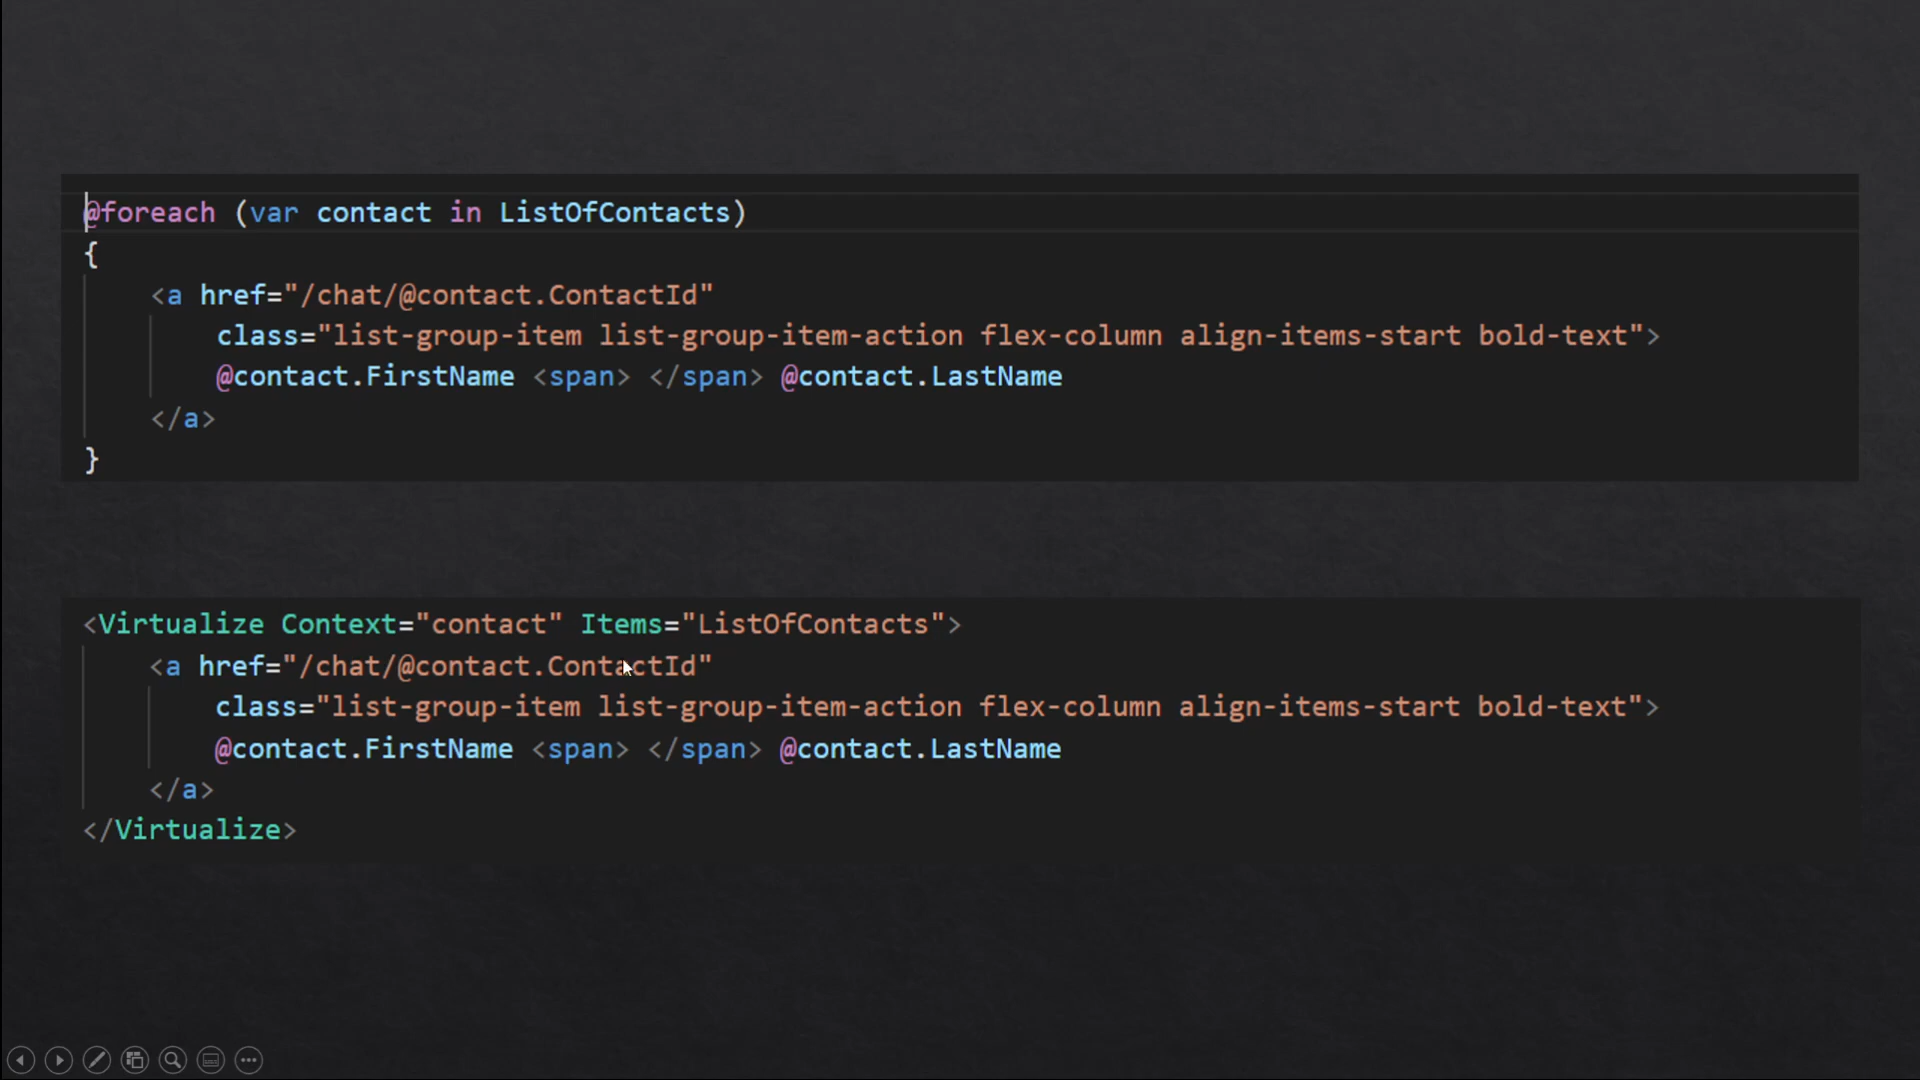 @foreach (var contact in ListOfContacts)
{
    <a href="/chat/@contact.ContactId"
        class="list-group-item list-group-item-action flex-column align-items-start bold-text">
        @contact.FirstName <span> </span> @contact.LastName
    </a>
}
<Virtualize Context="contact" Items="ListOfContacts">
    <a href="/chat/@contact.ContactId"
        class="list-group-item list-group-item-action flex-column align-items-start bold-text">
        @contact.FirstName <span> </span> @contact.LastName
    </a>
</Virtualize>